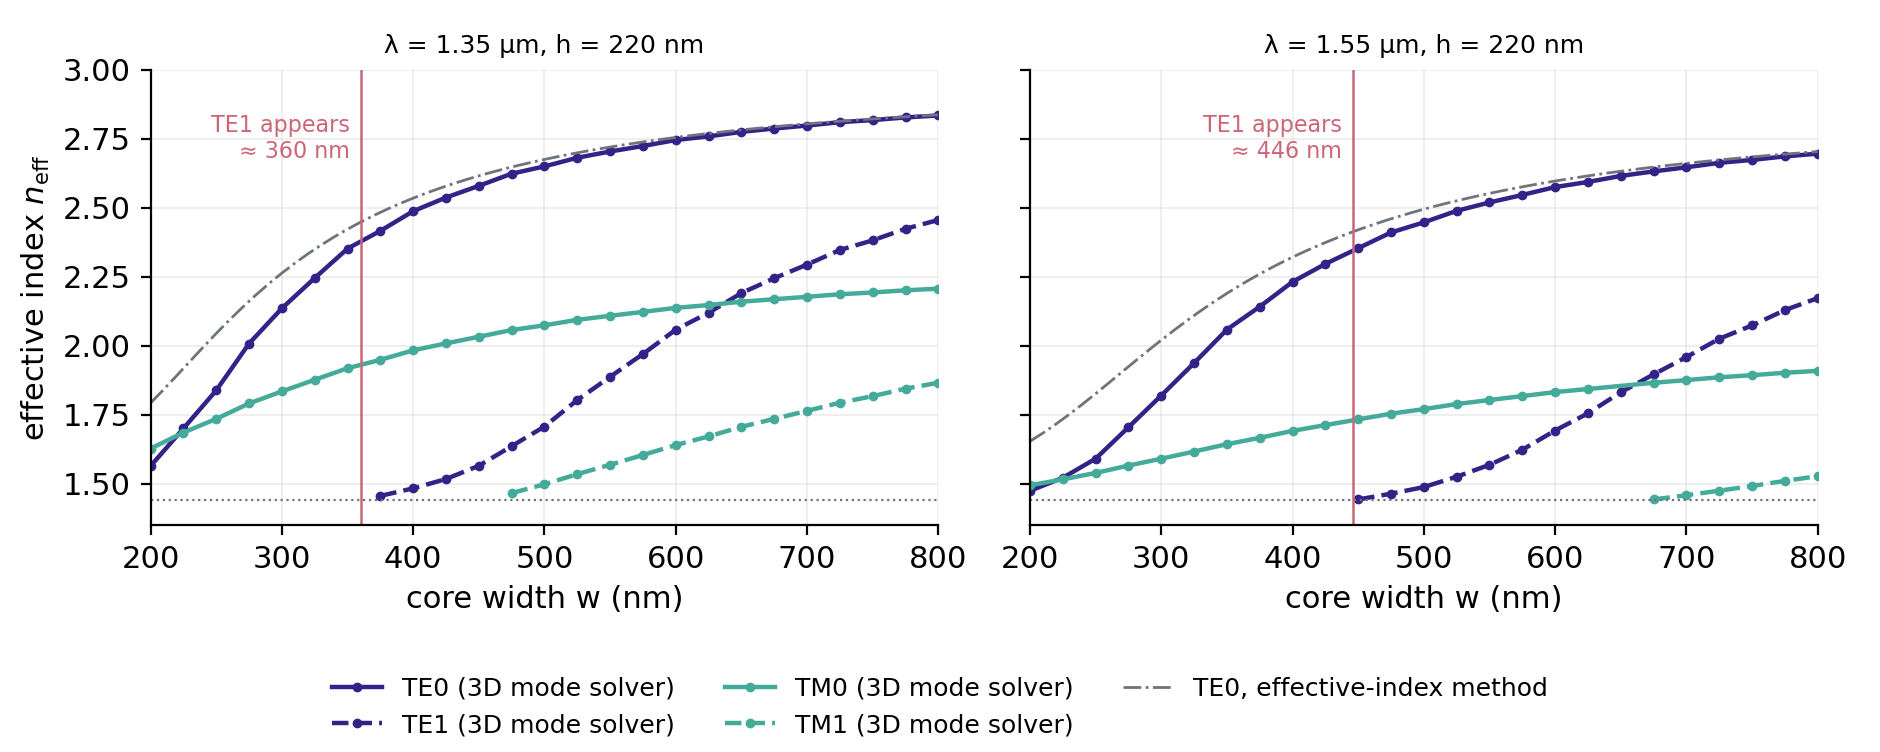 λ = 1.35 μm, h = 220 nm
λ = 1.55 μm, h = 220 nm
effective index neff
3.00
2.75
2.50
2.25
2.00
1.75
1.50
TE1 appears
≈ 360 nm
TE1 appears
≈ 446 nm
200 300 400 500 600 700 800
200 300 400 500 600 700 800
core width w (nm)
core width w (nm)
TE0 (3D mode solver)
TE1 (3D mode solver)
TM0 (3D mode solver)
TM1 (3D mode solver)
TE0, effective-index method